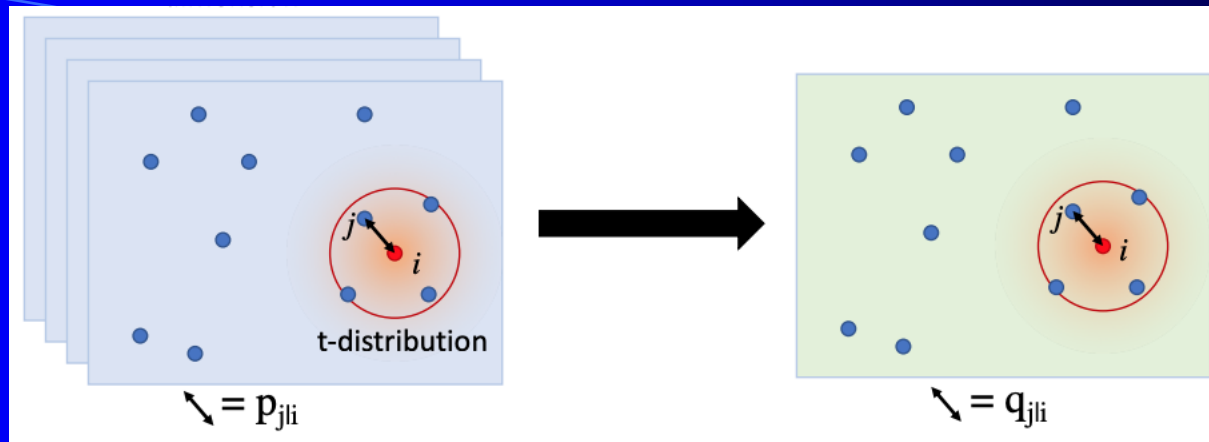 j
i
t-distribution
= p_{j|i}
j
i
= q_{j|i}